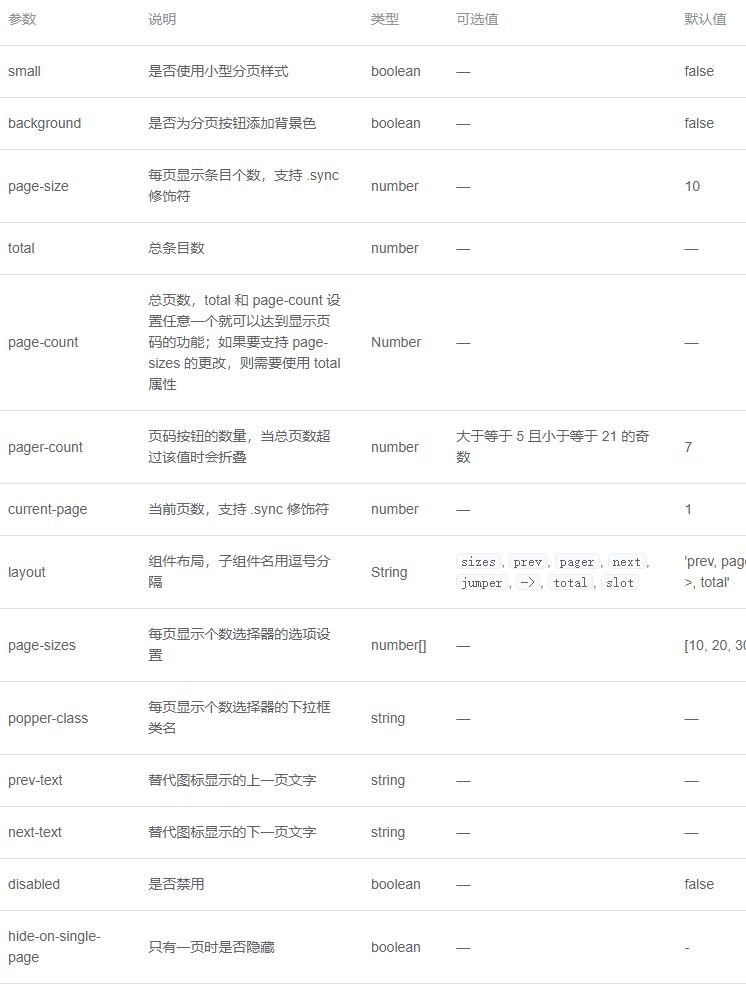 参数 说明 类型 可选值 默认值
small 是否使用小型分页样式 boolean — false
background 是否为分页按钮添加背景色 boolean — false
page-size 每页显示条目个数，支持 .sync
修饰符 number — 10
total 总条目数 number — —
page-count 总页数，total 和 page-count 设
置任意一个就可以达到显示页
码的功能；如果要支持 page-
sizes 的更改，则需要使用 total
属性 Number — —
pager-count 页码按钮的数量，当总页数超
过该值时会折叠 number 大于等于 5 且小于等于 21 的奇
数 7
current-page 当前页数，支持 .sync 修饰符 number — 1
layout 组件布局，子组件名用逗号分
隔 String sizes, prev, pager, next,
jumper, ->, total, slot 'prev, page
>, total'
page-sizes 每页显示个数选择器的选项设
置 number[] — [10, 20, 30
popper-class 每页显示个数选择器的下拉框
类名 string — —
prev-text 替代图标显示的上一页文字 string — —
next-text 替代图标显示的下一页文字 string — —
disabled 是否禁用 boolean — false
hide-on-single-
page 只有一页时是否隐藏 boolean — -